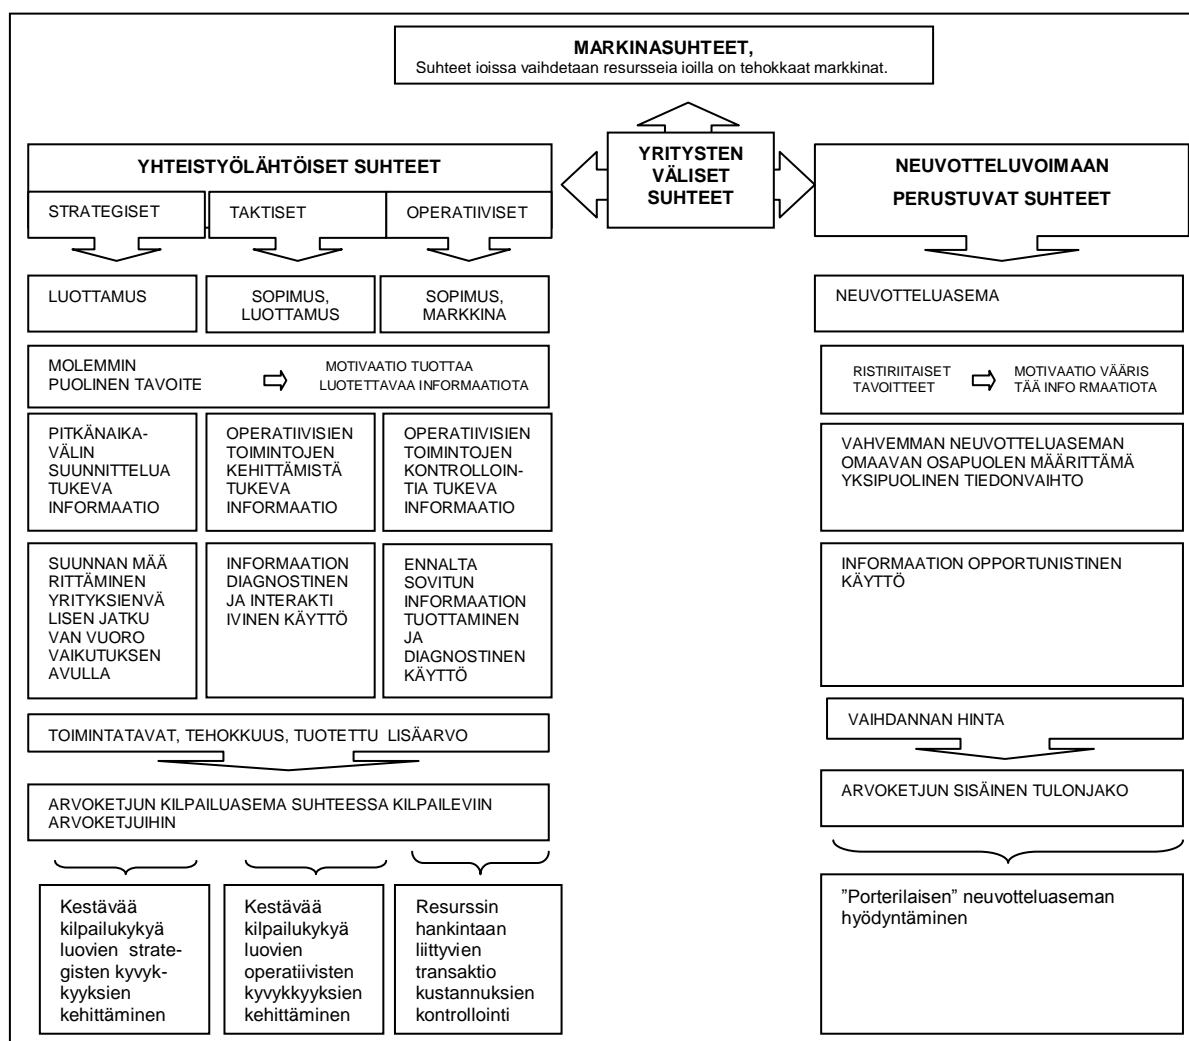 MARKINASUHTEET,
Suhteet ioissa vaihdetaan resursseia ioilla on tehokkaat markkinat.
YRITYSTEN
VÄLISET
SUHTEET
YHTEISTYÖLÄHTÖISET SUHTEET
STRATEGISET
TAKTISET
OPERATIIVISET
LUOTTAMUS
SOPIMUS,
LUOTTAMUS
SOPIMUS,
MARKKINA
MOLEMMIN
PUOLINEN TAVOITE
MOTIVAATIO TUOTTAA
LUOTETTAVAA INFORMAATIOTA
PITKÄNAIKA-
VÄLIN
SUUNNITTELUA
TUKEVA
INFORMAATIO
OPERATIIVISIEN
TOIMINTOJEN
KEHITTÄMISTÄ
TUKEVA
INFORMAATIO
OPERATIIVISIEN
TOIMINTOJEN
KONTROLLOIN-
TIA TUKEVA
INFORMAATIO
SUUNNAN MÄÄ
RITTÄMINEN
YRITYKSIENVÄ
LISEN JATKU
VAN VUORO
VAIKUTUKSEN
AVULLA
INFORMAATION
DIAGNOSTINEN
JA INTERAKTI
IVINEN KÄYTTÖ
ENNALTA
SOVITUN
INFORMAATION
TUOTTAMINEN
JA
DIAGNOSTINEN
KÄYTTÖ
TOIMINTATAVAT, TEHOKKUUS, TUOTETTU LISÄARVO
ARVOKETJUN KILPAILUASEMA SUHTEESSA KILPAILEVIIN
ARVOKETJUIHIN
Kestävää
kilpailukykyä
luovien strate-
gisten kyvyk-
kyyksien
kehittäminen
Kestävää
kilpailukykyä
luovien
operatiivisten
kyvykkyyksien
kehittäminen
Resurssin
hankintaan
liittyvien
transaktio
kustannuksien
kontrollointi
NEUVOTTELUVOIMAAN
PERUSTUVAT SUHTEET
NEUVOTTELUASEMA
RISTIRIITAISET
TAVOITTEET
MOTIVAATIO VÄÄRIS
TÄÄ INFO RMAATIOTA
VAHVEMMAN NEUVOTTELUASEMAN
OMAAVAN OSAPUOLEN MÄÄRITTÄMÄ
YKSIPUOLINEN TIEDONVAIHTO
INFORMAATION OPPORTUNISTINEN
KÄYTTÖ
VAIHDANNAN HINTA
ARVOKETJUN SISÄINEN TULONJAKO
”Porterilaisen” neuvotteluaseman
hyödyntäminen